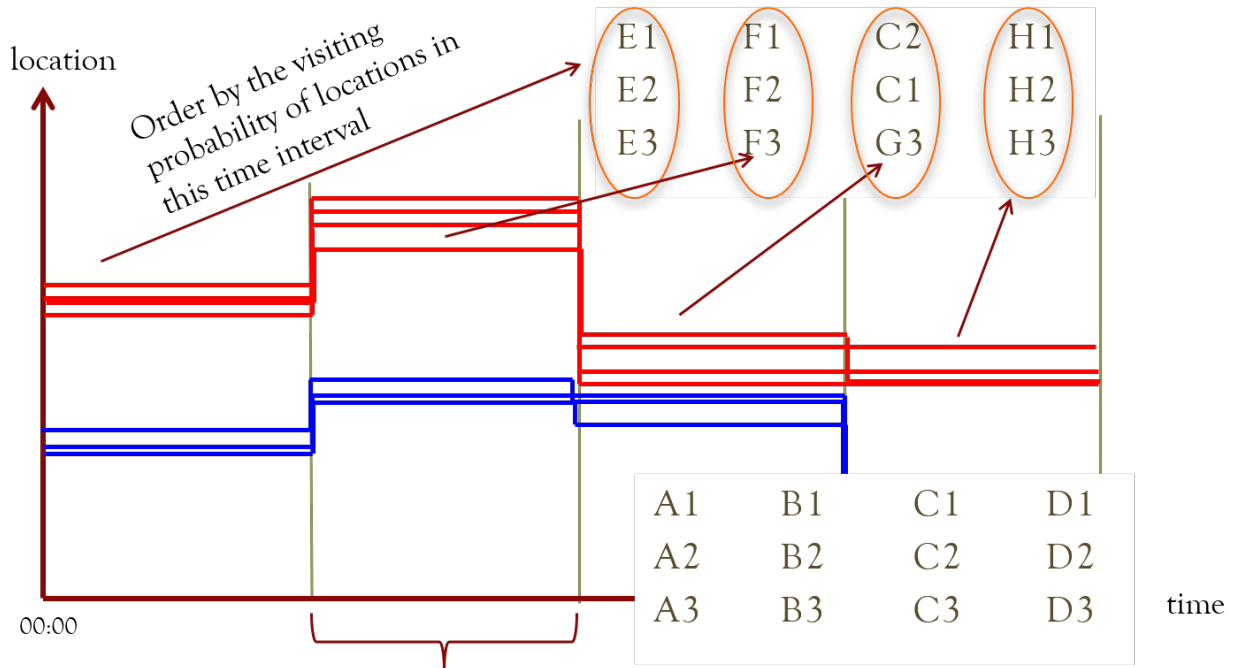 location
Order by the visiting
probability of locations in
this time interval
E1 F1 C2 H1
E2 F2 C1 H2
E3 F3 G3 H3
A1 B1 C1 D1
A2 B2 C2 D2
A3 B3 C3 D3
time
00:00